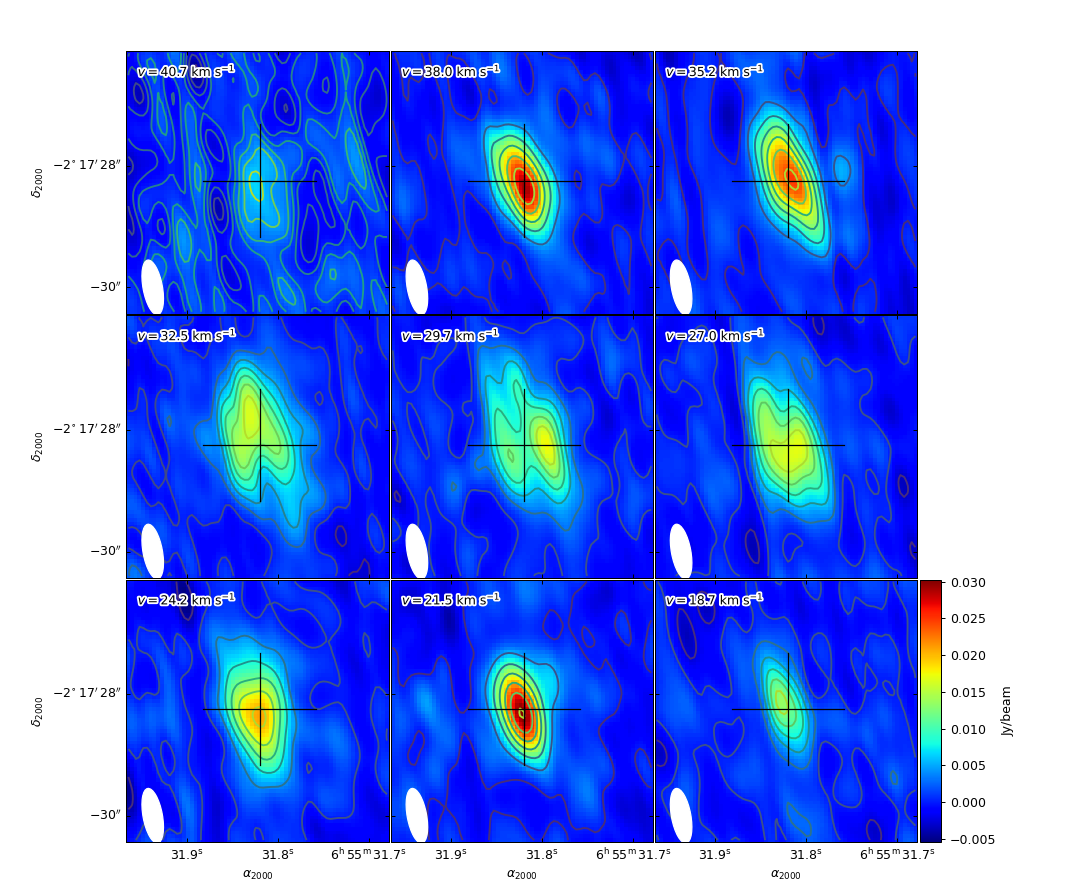 v = 40.7 km s⁻¹ v = 38.0 km s⁻¹ v = 35.2 km s⁻¹
−2° 17′28″
δ₂₀₀₀
−30″
v = 32.5 km s⁻¹ v = 29.7 km s⁻¹ v = 27.0 km s⁻¹
−2° 17′28″
δ₂₀₀₀
−30″
v = 24.2 km s⁻¹ v = 21.5 km s⁻¹ v = 18.7 km s⁻¹
−2° 17′28″
δ₂₀₀₀
−30″
0.030
0.025
0.020
0.015
0.010
0.005
0.000
−0.005
Jy/beam
31.9ˢ 31.8ˢ 6ʰ 55ᵐ 31.7ˢ 31.9ˢ 31.8ˢ 6ʰ 55ᵐ 31.7ˢ 31.9ˢ 31.8ˢ 6ʰ 55ᵐ 31.7ˢ
α₂₀₀₀ α₂₀₀₀ α₂₀₀₀